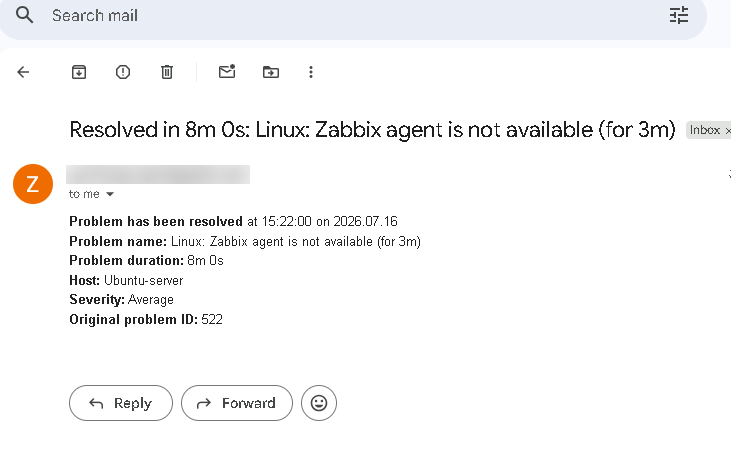 Search mail
Resolved in 8m 0s: Linux: Zabbix agent is not available (for 3m) Inbox ×
Z
to me
Problem has been resolved at 15:22:00 on 2026.07.16
Problem name: Linux: Zabbix agent is not available (for 3m)
Problem duration: 8m 0s
Host: Ubuntu-server
Severity: Average
Original problem ID: 522
Reply Forward